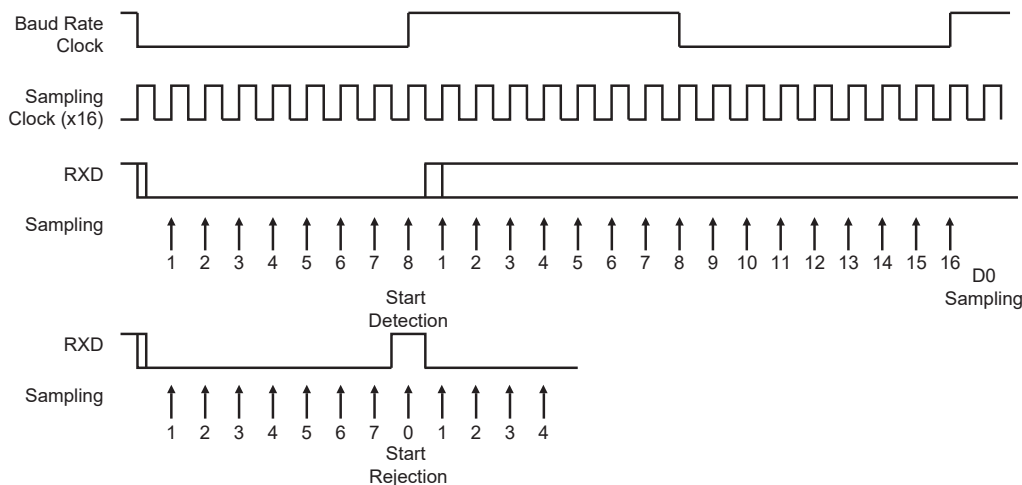 Baud Rate
Clock
Sampling
Clock (x16)
RXD
Sampling
1 2 3 4 5 6 7 8 1 2 3 4 5 6 7 8 9 10 11 12 13 14 15 16
D0
Sampling
Start
Detection
RXD
Sampling
1 2 3 4 5 6 7 0 1 2 3 4
Start
Rejection